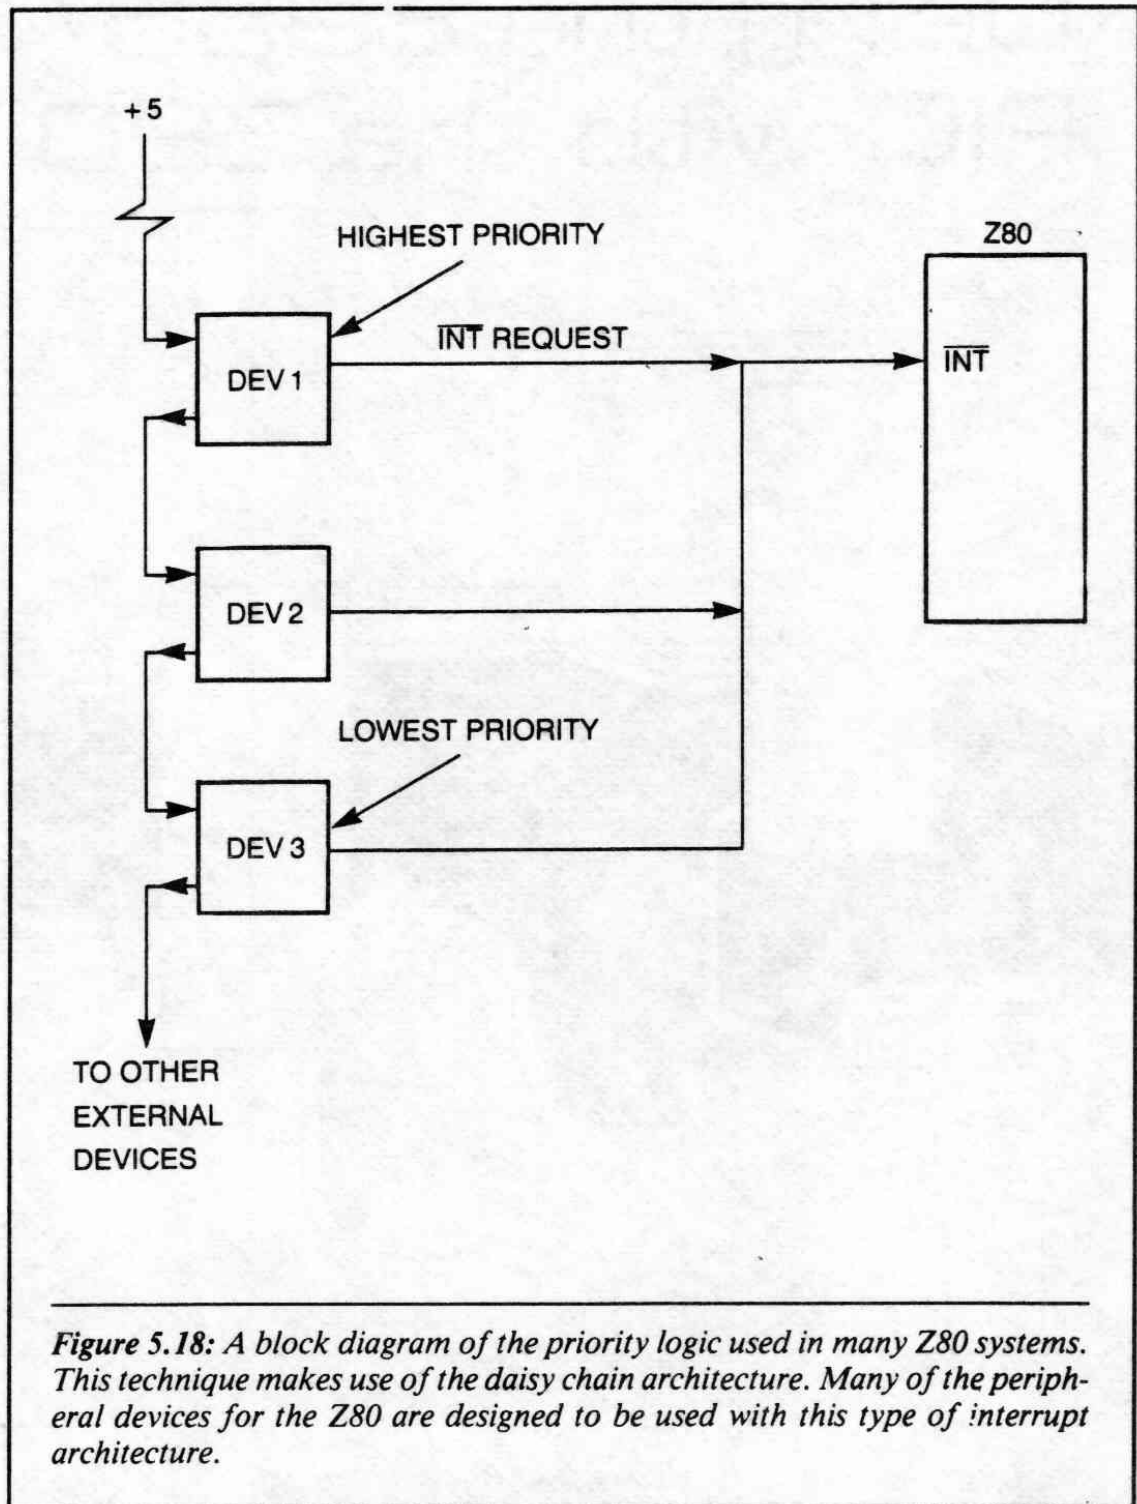 +5
HIGHEST PRIORITY
Z80
I̅N̅T̅ REQUEST
I̅N̅T̅
DEV 1
DEV 2
LOWEST PRIORITY
DEV 3
TO OTHER
EXTERNAL
DEVICES
Figure 5.18: A block diagram of the priority logic used in many Z80 systems.
This technique makes use of the daisy chain architecture. Many of the periph-
eral devices for the Z80 are designed to be used with this type of interrupt
architecture.